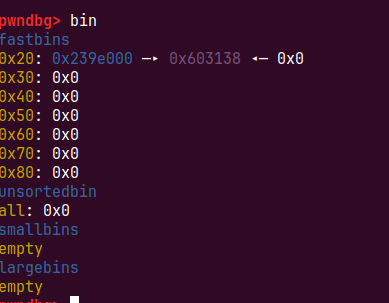 pwndbg> bin
fastbins
0x20: 0x239e000 —▸ 0x603138 ◂— 0x0
0x30: 0x0
0x40: 0x0
0x50: 0x0
0x60: 0x0
0x70: 0x0
0x80: 0x0
unsortedbin
all: 0x0
smallbins
empty
largebins
empty
pwndbg>